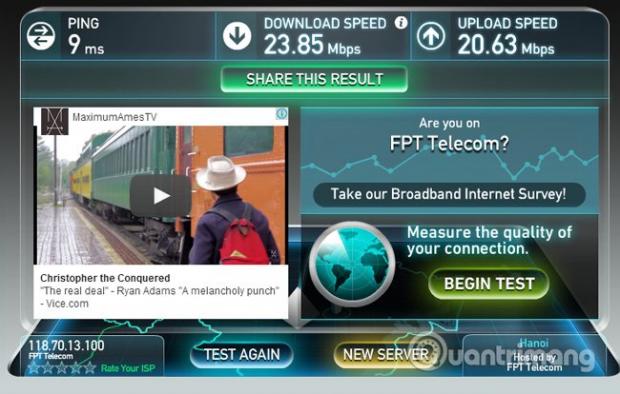 PING
9 ms
DOWNLOAD SPEED
23.85 Mbps
UPLOAD SPEED
20.63 Mbps
SHARE THIS RESULT
MaximumAmesTV
Christopher the Conquered
"The real deal" - Ryan Adams "A melancholy punch"
- Vice.com
Are you on
FPT Telecom?
Take our Broadband Internet Survey!
Measure the quality of
your connection.
BEGIN TEST
118.70.13.100
FPT Telecom
Rate Your ISP
TEST AGAIN
NEW SERVER
Hanoi
Hosted by
FPT Telecom
Quantrimang